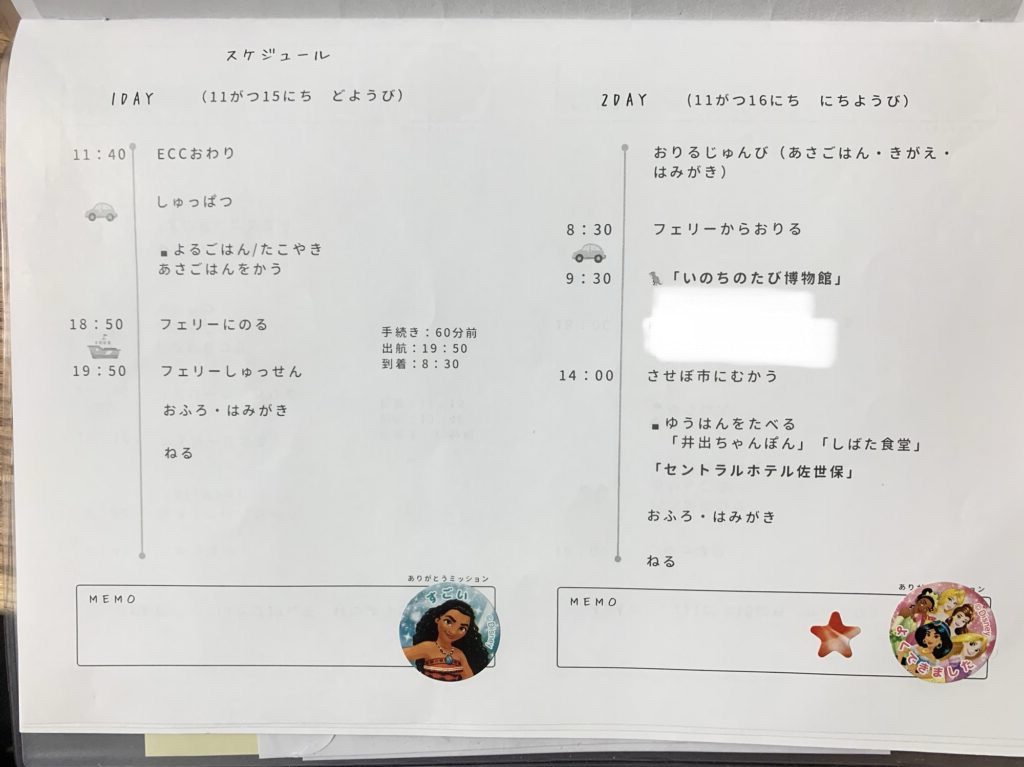 スケジュール
1DAY (11がつ15にち どようび)
11：40 ECCおわり
しゅっぱつ
■よるごはん/たこやき
あさごはんをかう
18：50 フェリーにのる
手続き：60分前
出航：19：50
到着：8：30
19：50 フェリーしゅっせん
おふろ・はみがき
ねる
MEMO
ありがとうミッション
すごい
©Disney
2DAY (11がつ16にち にちようび)
おりるじゅんび（あさごはん・きがえ・
はみがき）
8：30 フェリーからおりる
9：30 「いのちのたび博物館」
14：00 させぼ市にむかう
■ゆうはんをたべる
「井出ちゃんぽん」「しばた食堂」
「セントラルホテル佐世保」
おふろ・はみがき
ねる
MEMO
©Disney
よくできました